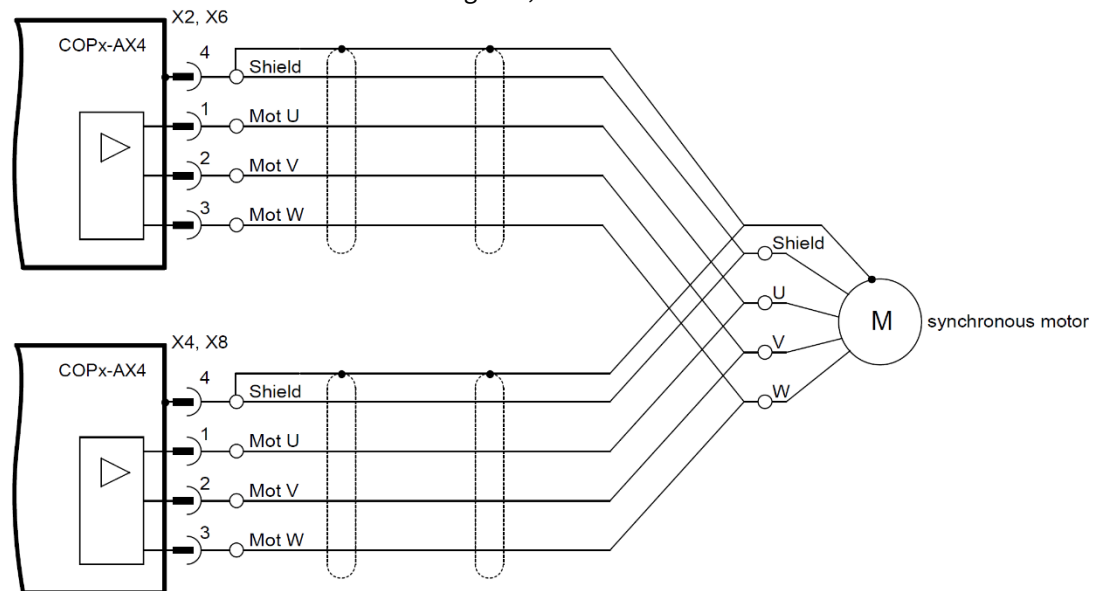 X2, X6
COPx-AX4
4
Shield
1
Mot U
2
Mot V
3
Mot W
Shield
U
M
synchronous motor
V
W
X4, X8
COPx-AX4
4
Shield
1
Mot U
2
Mot V
3
Mot W